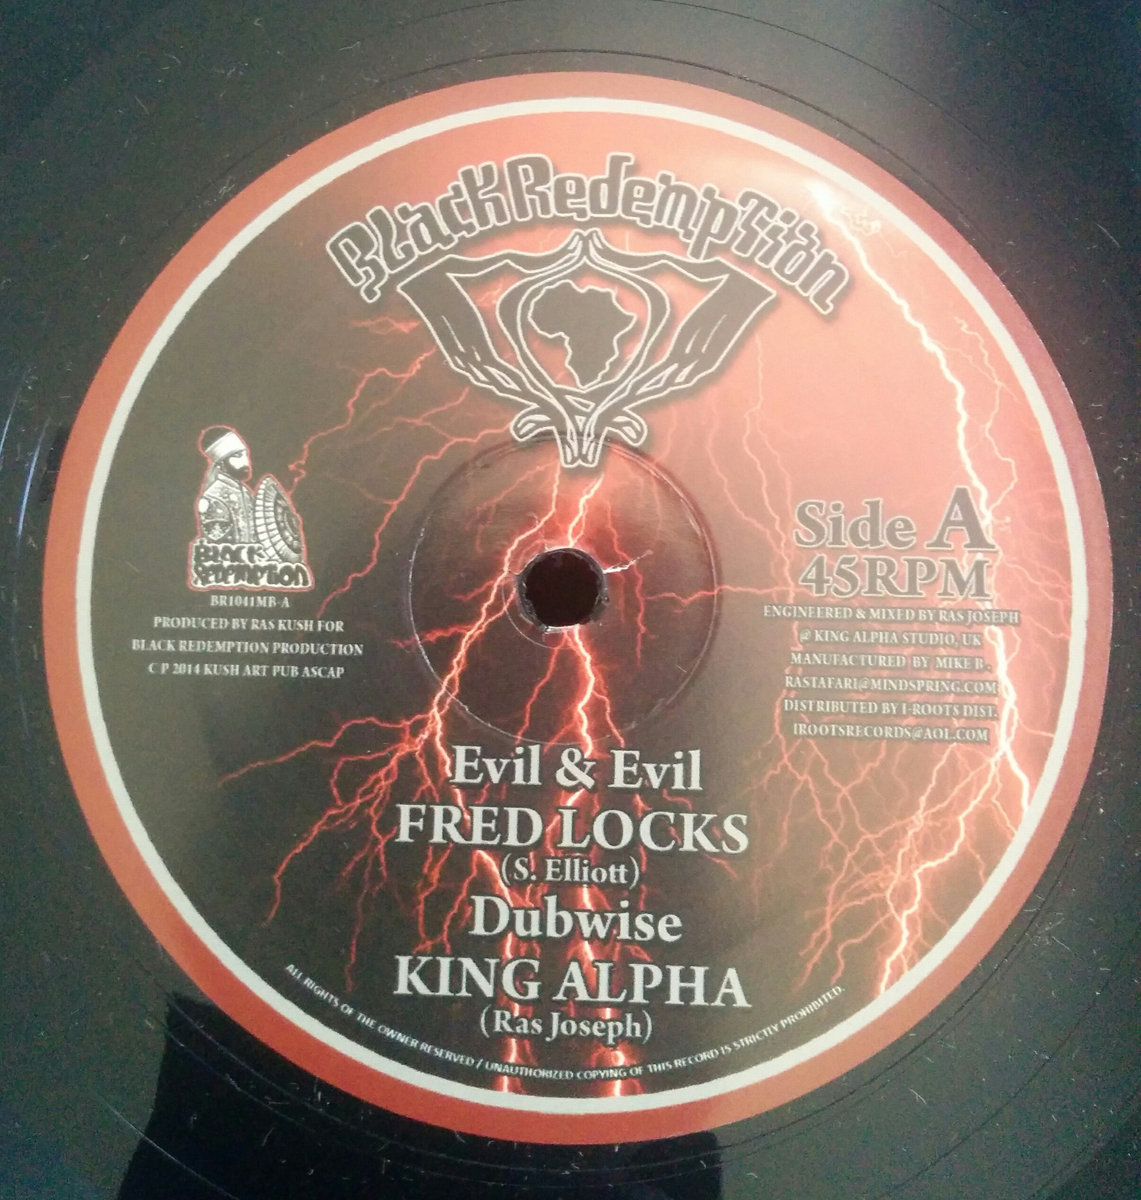 Black Redemption
BLACK
REDEMPTION
BR1041MB-A
PRODUCED BY RAS KUSH FOR
BLACK REDEMPTION PRODUCTION
C P 2014 KUSH ART PUB ASCAP
Side A
45RPM
ENGINEERED & MIXED BY RAS JOSEPH
@ KING ALPHA STUDIO, UK
MANUFACTURED BY MIKE B .
RASTAFARI@MINDSPRING.COM
DISTRIBUTED BY I-ROOTS DIST.
IROOTSRECORDS@AOL.COM
Evil & Evil
FRED LOCKS
(S. Elliott)
Dubwise
KING ALPHA
(Ras Joseph)
ALL RIGHTS OF THE OWNER RESERVED / UNAUTHORIZED COPYING OF THIS RECORD IS STRICTLY PROHIBITED.